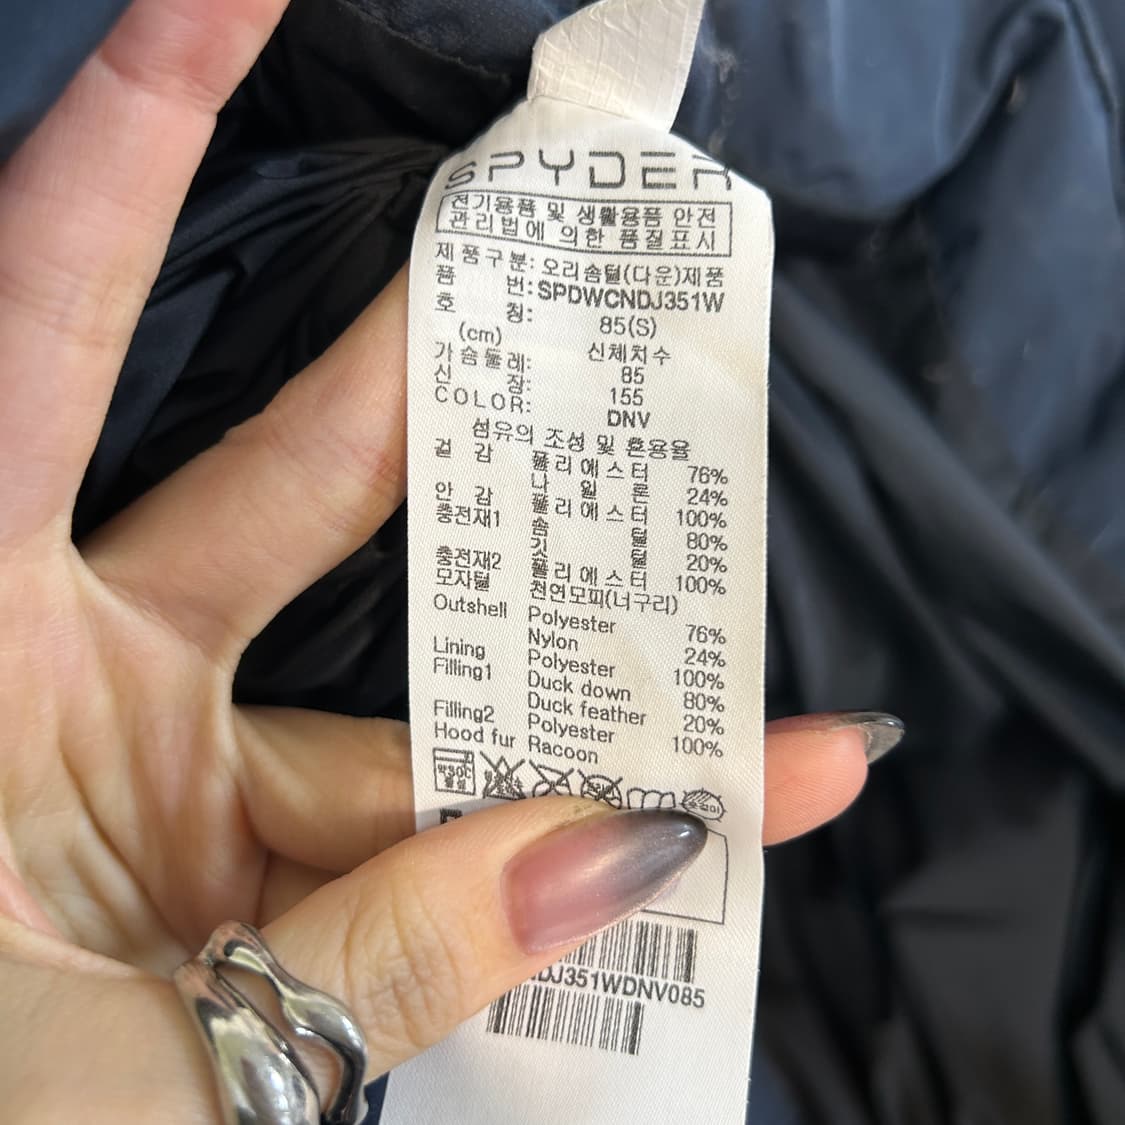 SPYDER
전기용품 및 생활용품 안전
관리법에 의한 품질표시
제품구분: 오리솜털(다운)제품
품 번: SPDWCNDJ351W
호 칭: 85(S)
(cm) 신체치수
가슴둘레: 85
신 장: 155
COLOR: DNV
섬유의 조성 및 혼용율
겉 감 폴리에스터 76%
나 일 론 24%
안 감 폴리에스터 100%
충전재1 솜 털 80%
깃 털 20%
충전재2 폴리에스터 100%
모자털 천연모피(너구리)
Outshell Polyester 76%
Nylon 24%
Lining Polyester 100%
Filling1 Duck down 80%
Duck feather 20%
Filling2 Polyester 100%
Hood fur Racoon
DJ351WDNV085